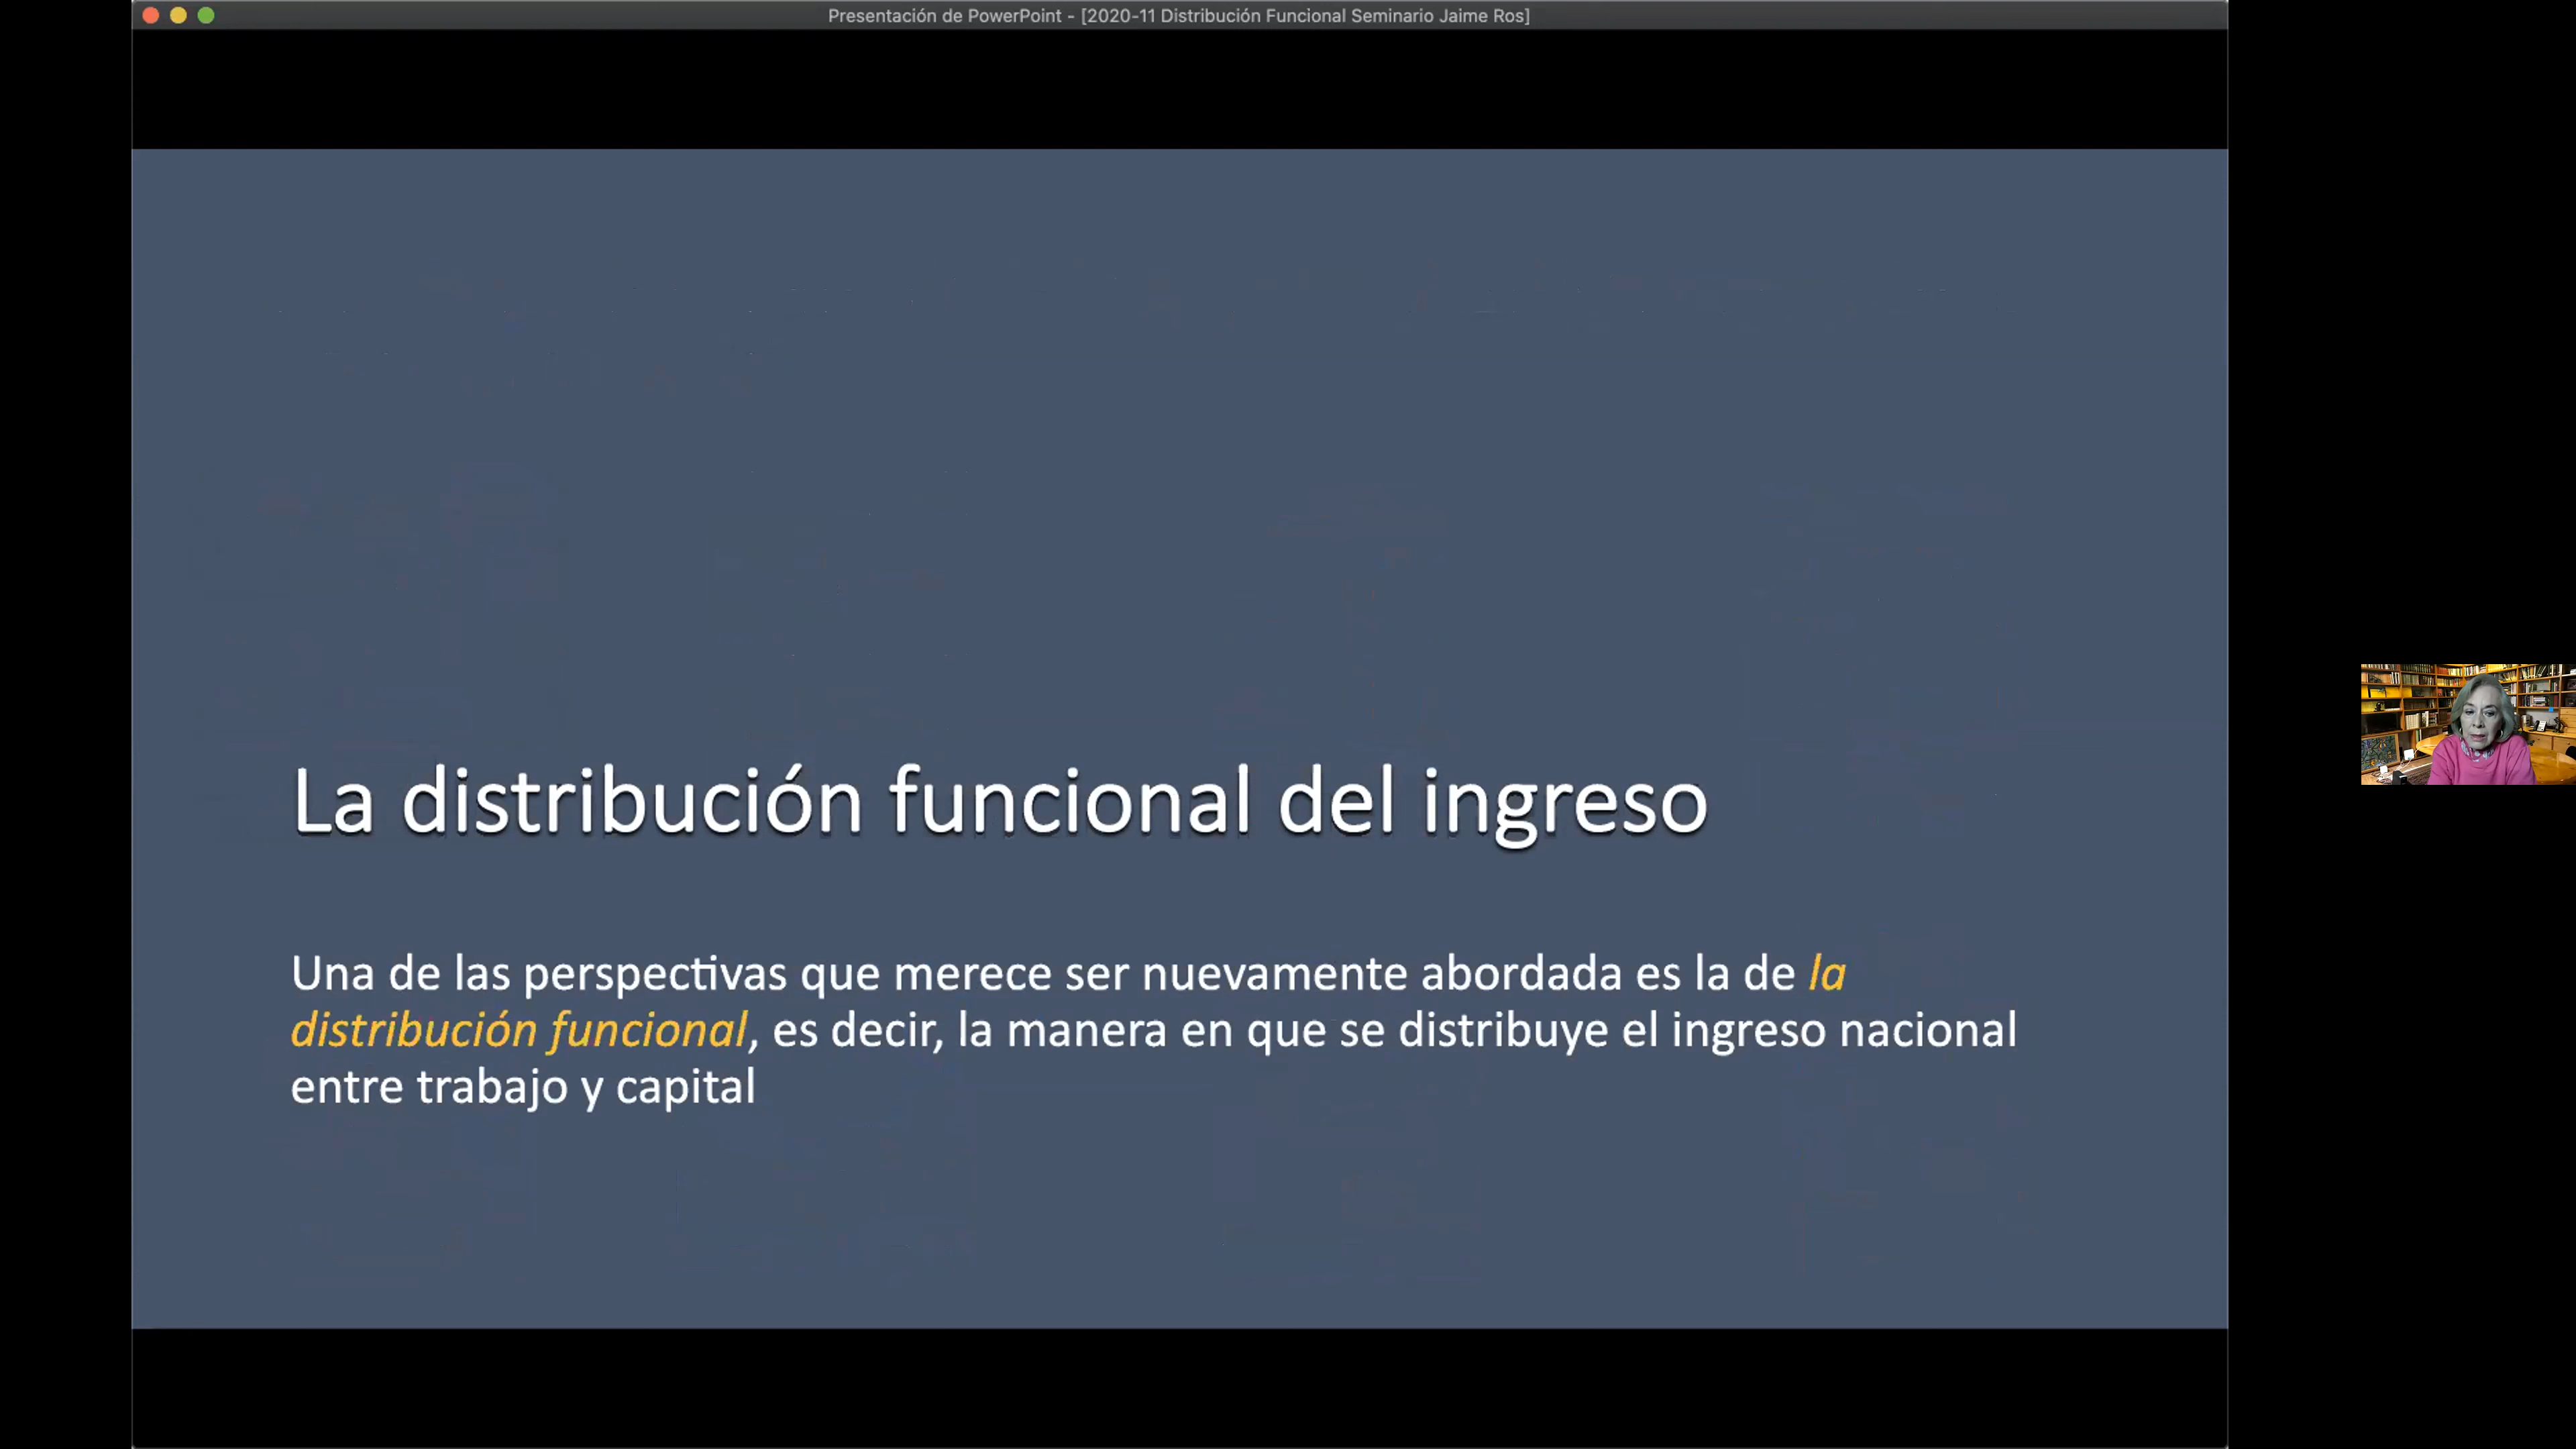 Presentación de PowerPoint - [2020-11 Distribución Funcional Seminario Jaime Ros]
La distribución funcional del ingreso
Una de las perspectivas que merece ser nuevamente abordada es la de la
distribución funcional, es decir, la manera en que se distribuye el ingreso nacional
entre trabajo y capital